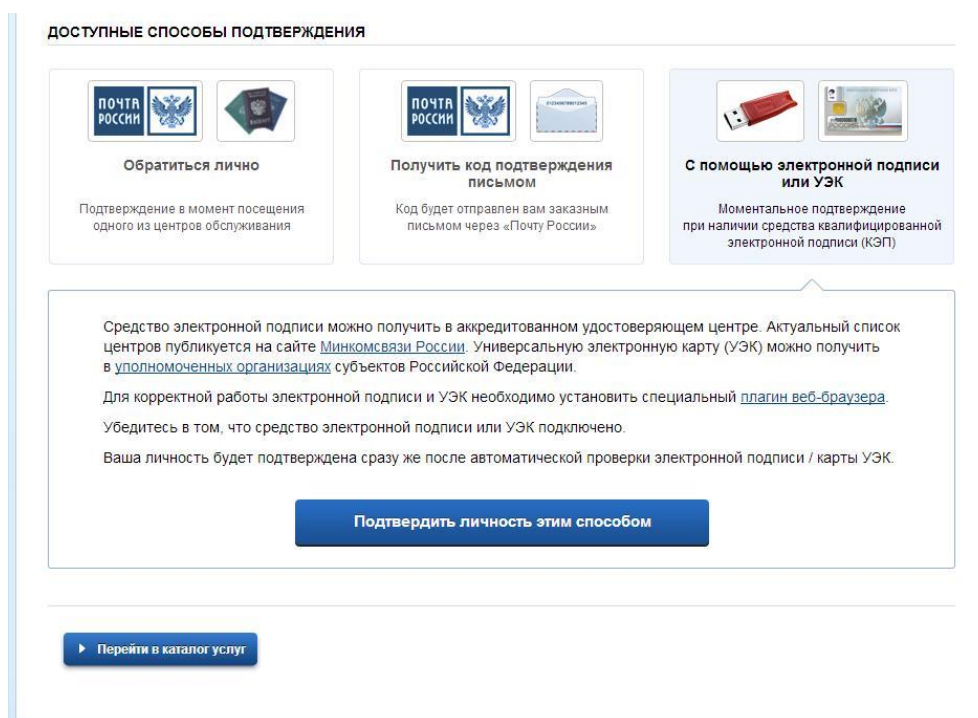 ДОСТУПНЫЕ СПОСОБЫ ПОДТВЕРЖДЕНИЯ
ПОЧТА
РОССИИ
Обратиться лично
Подтверждение в момент посещения
одного из центров обслуживания
ПОЧТА
РОССИИ
Получить код подтверждения
письмом
Код будет отправлен вам заказным
письмом через «Почту России»
С помощью электронной подписи
или УЭК
Моментальное подтверждение
при наличии средства квалифицированной
электронной подписи (КЭП)
Средство электронной подписи можно получить в аккредитованном удостоверяющем центре. Актуальный список
центров публикуется на сайте Минкомсвязи России. Универсальную электронную карту (УЭК) можно получить
в уполномоченных организациях субъектов Российской Федерации.
Для корректной работы электронной подписи и УЭК необходимо установить специальный плагин веб-браузера.
Убедитесь в том, что средство электронной подписи или УЭК подключено.
Ваша личность будет подтверждена сразу же после автоматической проверки электронной подписи / карты УЭК.
Подтвердить личность этим способом
Перейти в каталог услуг